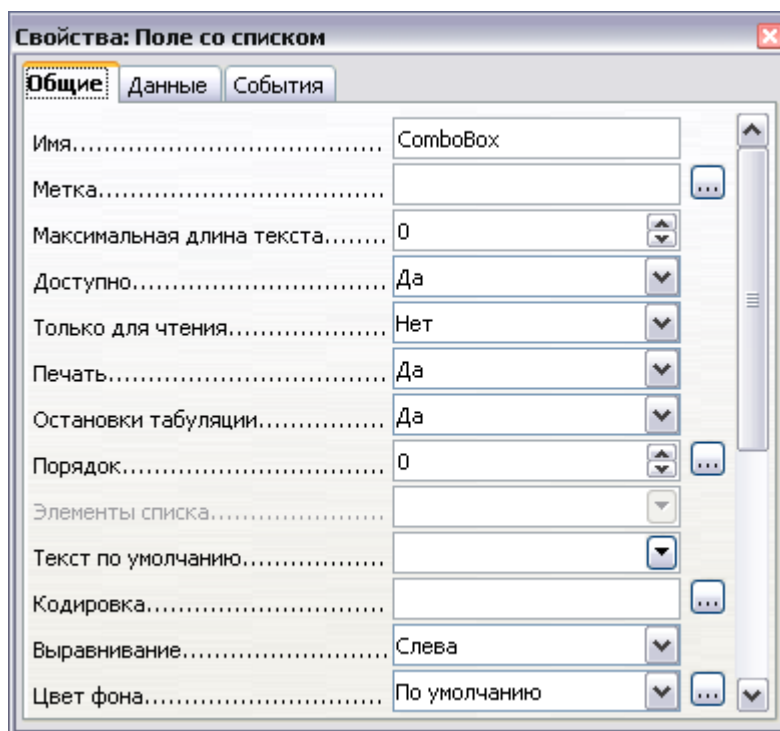 Свойства: Поле со списком
Общие Данные События
Имя....................................... ComboBox
Метка.................................... ...
Максимальная длина текста........ 0
Доступно................................ Да
Только для чтения.................... Нет
Печать................................... Да
Остановки табуляции................ Да
Порядок................................. 0 ...
Элементы списка......................
Текст по умолчанию..................
Кодировка.............................. ...
Выравнивание.......................... Слева
Цвет фона.............................. По умолчанию ...